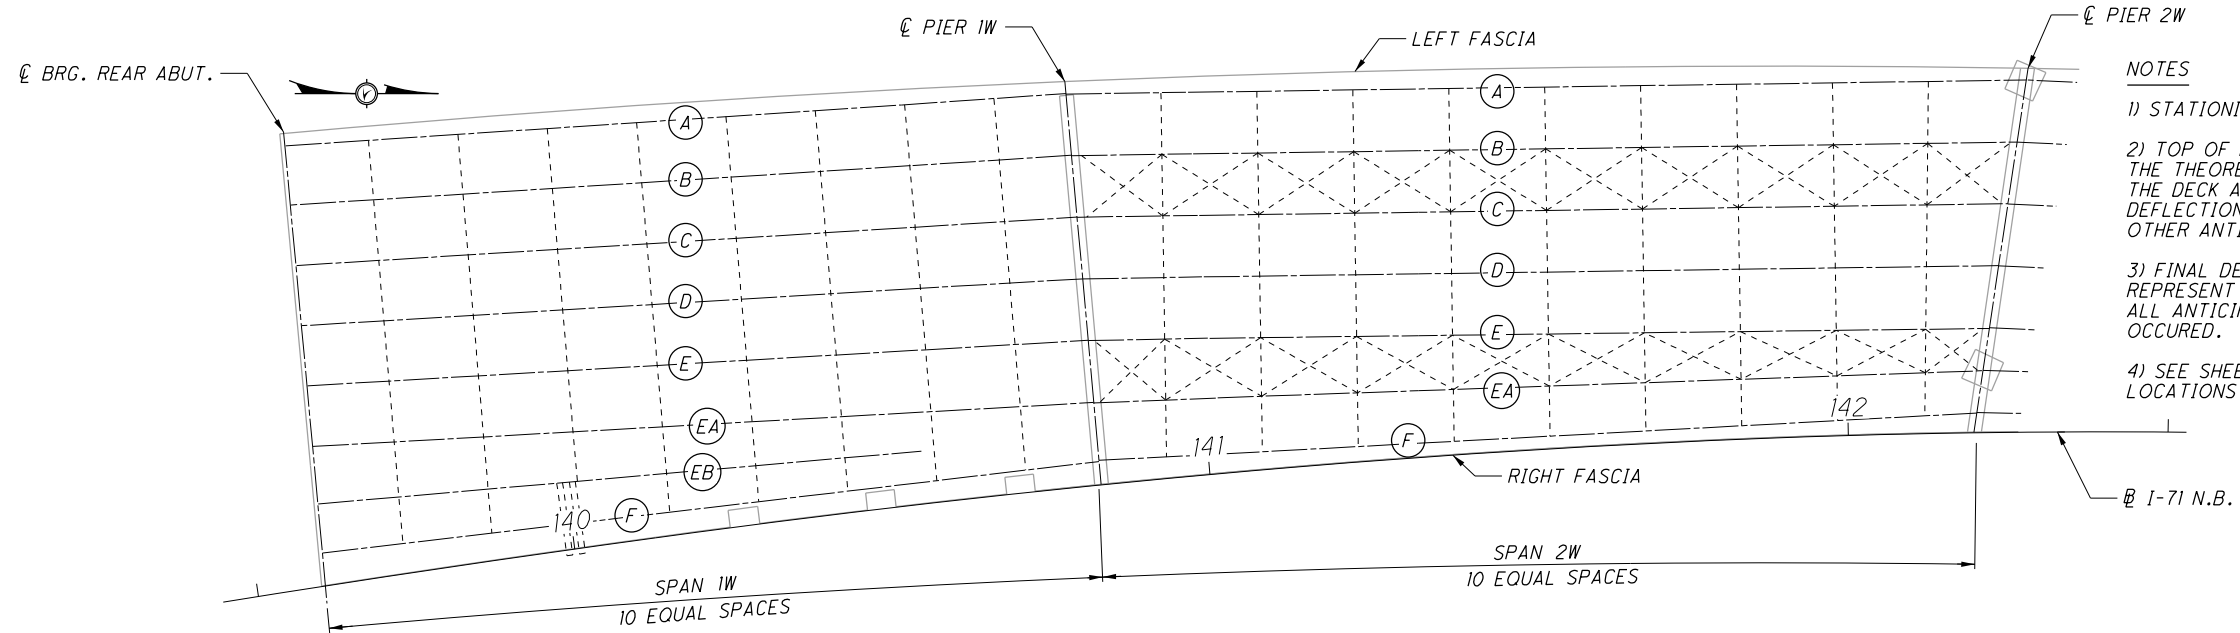 ℄ PIER 1W
℄ PIER 2W
LEFT FASCIA
℄ BRG. REAR ABUT.
NOTES
1) STATIONI
2) TOP OF
THE THEORE
THE DECK A
DEFLECTION
OTHER ANTI
3) FINAL DE
REPRESENT
ALL ANTICI
OCCURED.
4) SEE SHEE
LOCATIONS
A
B
C
D
E
EA
EB
F
140
A
B
C
D
E
EA
F
141
142
RIGHT FASCIA
I-71 N.B.
SPAN 1W
10 EQUAL SPACES
SPAN 2W
10 EQUAL SPACES